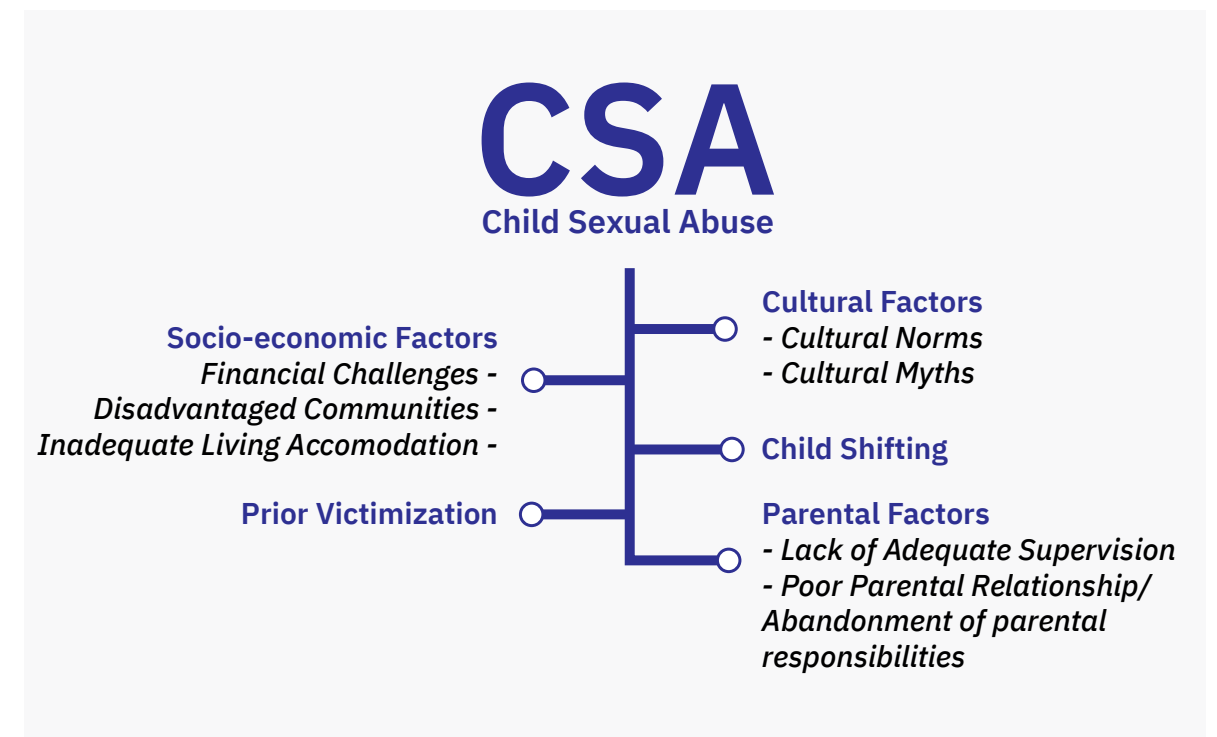 CSA
Child Sexual Abuse
Socio-economic Factors
Financial Challenges -
Disadvantaged Communities -
Inadequate Living Accomodation -
Prior Victimization
Cultural Factors
- Cultural Norms
- Cultural Myths
Child Shifting
Parental Factors
- Lack of Adequate Supervision
- Poor Parental Relationship/
Abandonment of parental
responsibilities